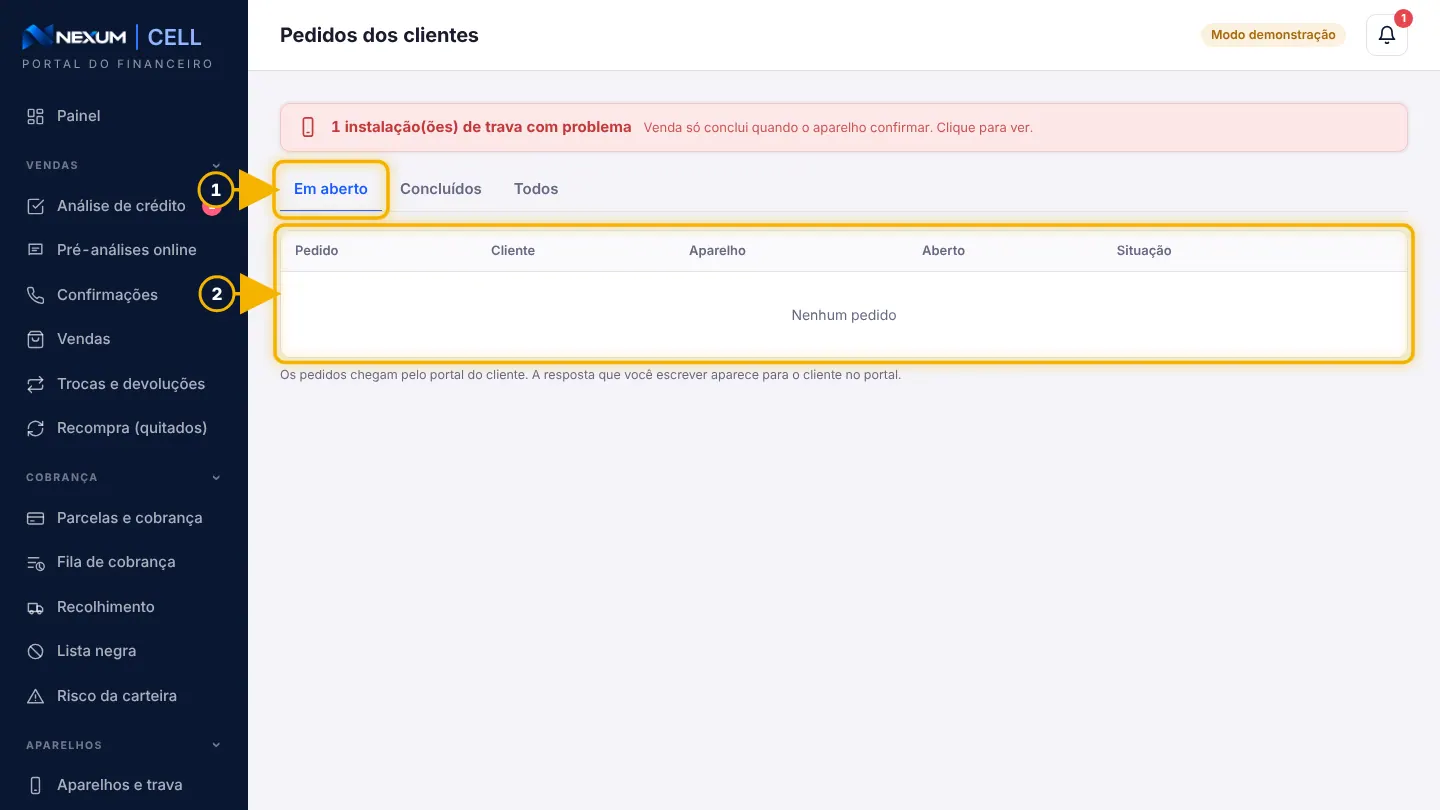 NEXUM | CELL
PORTAL DO FINANCEIRO
Painel
VENDAS
Análise de crédito
Pré-análises online
Confirmações
Vendas
Trocas e devoluções
Recompra (quitados)
COBRANÇA
Parcelas e cobrança
Fila de cobrança
Recolhimento
Lista negra
Risco da carteira
APARELHOS
Aparelhos e trava
Pedidos dos clientes
Modo demonstração
1
1 instalação(ões) de trava com problema Venda só conclui quando o aparelho confirmar. Clique para ver.
1
Em aberto Concluídos Todos
2
Pedido Cliente Aparelho Aberto Situação
Nenhum pedido
Os pedidos chegam pelo portal do cliente. A resposta que você escrever aparece para o cliente no portal.